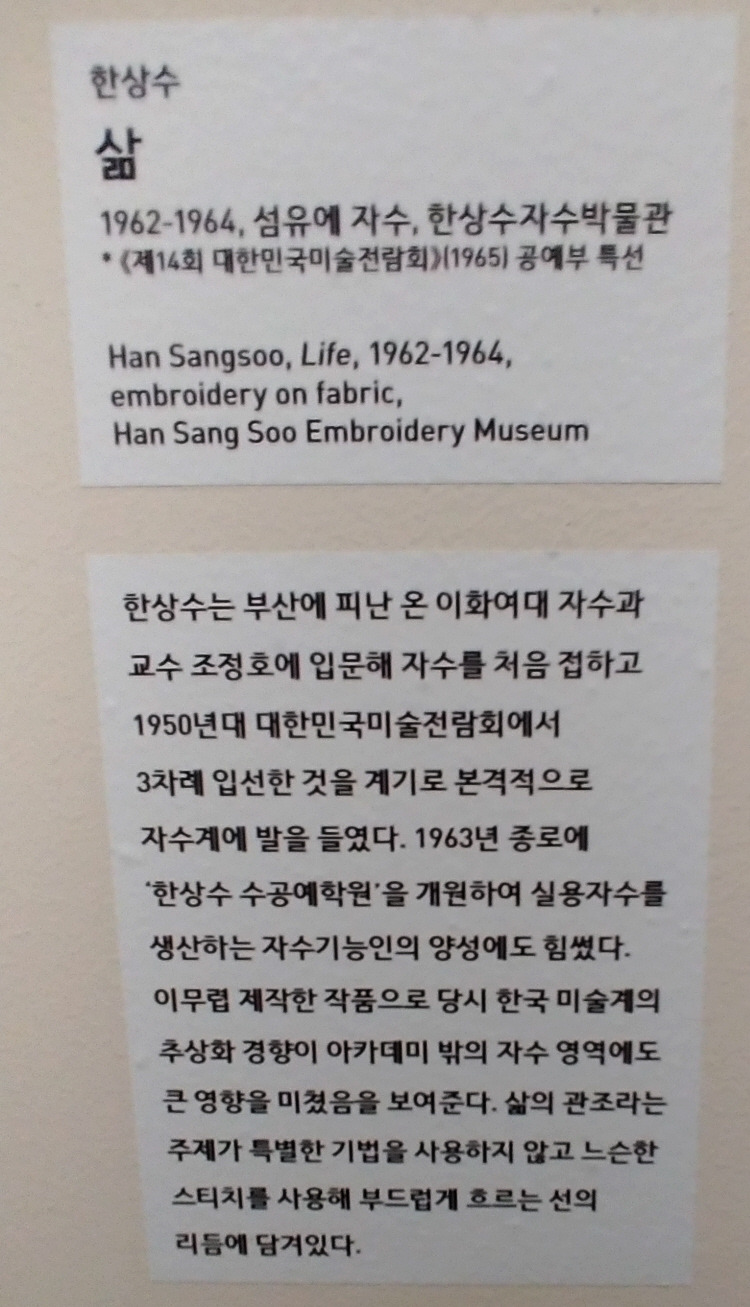 한상수
삶
1962-1964, 섬유에 자수, 한상수자수박물관
* 《제14회 대한민국미술전람회》(1965) 공예부 특선
Han Sangsoo, Life, 1962-1964,
embroidery on fabric,
Han Sang Soo Embroidery Museum
한상수는 부산에 피난 온 이화여대 자수과
교수 조정호에 입문해 자수를 처음 접하고
1950년대 대한민국미술전람회에서
3차례 입선한 것을 계기로 본격적으로
자수계에 발을 들였다. 1963년 종로에
‘한상수 수공예학원’을 개원하여 실용자수를
생산하는 자수기능인의 양성에도 힘썼다.
이무렵 제작한 작품으로 당시 한국 미술계의
추상화 경향이 아카데미 밖의 자수 영역에도
큰 영향을 미쳤음을 보여준다. 삶의 관조라는
주제가 특별한 기법을 사용하지 않고 느슨한
스티치를 사용해 부드럽게 흐르는 선의
리듬에 담겨있다.